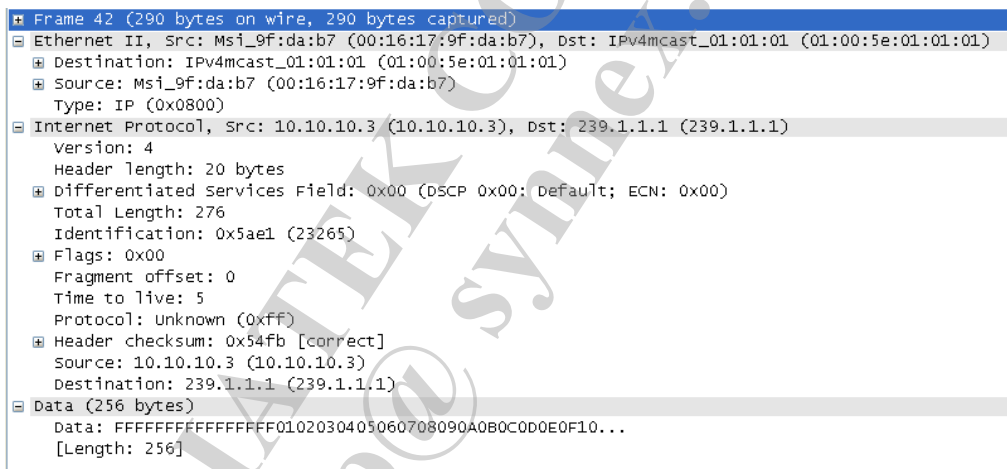 Frame 42 (290 bytes on wire, 290 bytes captured)
Ethernet II, Src: Msi_9f:da:b7 (00:16:17:9f:da:b7), Dst: IPv4mcast_01:01:01 (01:00:5e:01:01:01)
Destination: IPv4mcast_01:01:01 (01:00:5e:01:01:01)
Source: Msi_9f:da:b7 (00:16:17:9f:da:b7)
Type: IP (0x0800)
Internet Protocol, Src: 10.10.10.3 (10.10.10.3), Dst: 239.1.1.1 (239.1.1.1)
Version: 4
Header length: 20 bytes
Differentiated Services Field: 0x00 (DSCP 0x00: Default; ECN: 0x00)
Total Length: 276
Identification: 0x5ae1 (23265)
Flags: 0x00
Fragment offset: 0
Time to live: 5
Protocol: Unknown (0xff)
Header checksum: 0x54fb [correct]
Source: 10.10.10.3 (10.10.10.3)
Destination: 239.1.1.1 (239.1.1.1)
Data (256 bytes)
Data: FFFFFFFFFFFFFFFF0102030405060708090A0B0C0D0E0F10...
[Length: 256]